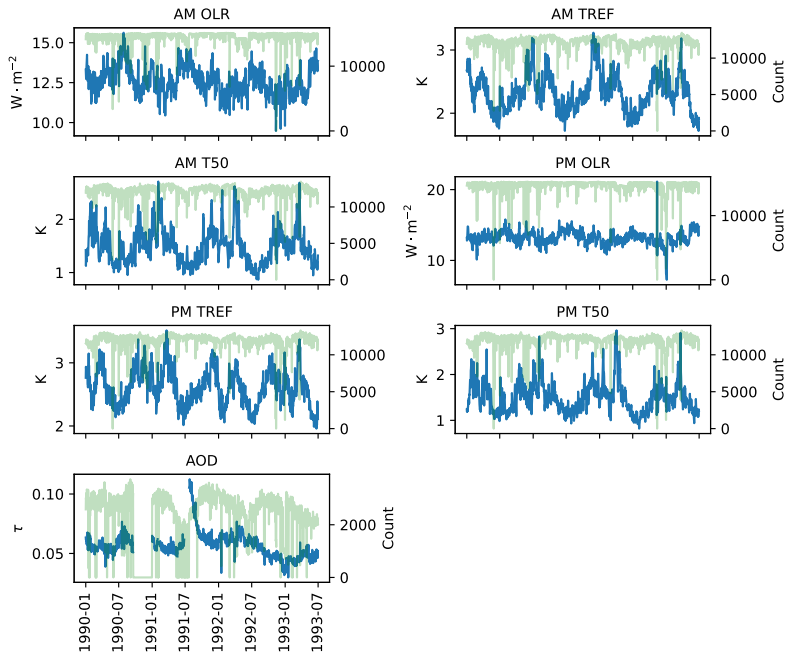 AM OLR
15.0
12.5
10.0
W · m⁻²
10000
0
AM TREF
3
2
K
10000
5000
0
Count
AM T50
2
1
K
10000
5000
0
PM OLR
20
10
W · m⁻²
10000
0
Count
PM TREF
3
2
K
10000
5000
0
PM T50
3
2
1
K
10000
5000
0
Count
AOD
0.10
0.05
τ
2000
0
Count
1990-01
1990-07
1991-01
1991-07
1992-01
1992-07
1993-01
1993-07